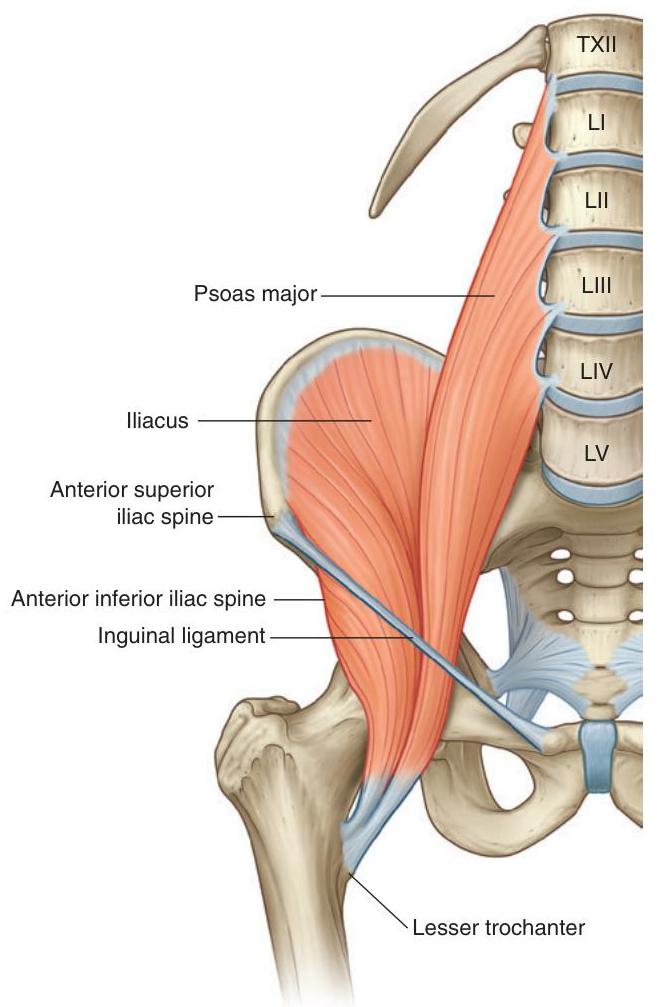 TXII
LI
LII
LIII
Psoas major
LIV
Iliacus
LV
Anterior superior
iliac spine
Anterior inferior iliac spine
Inguinal ligament
Lesser trochanter